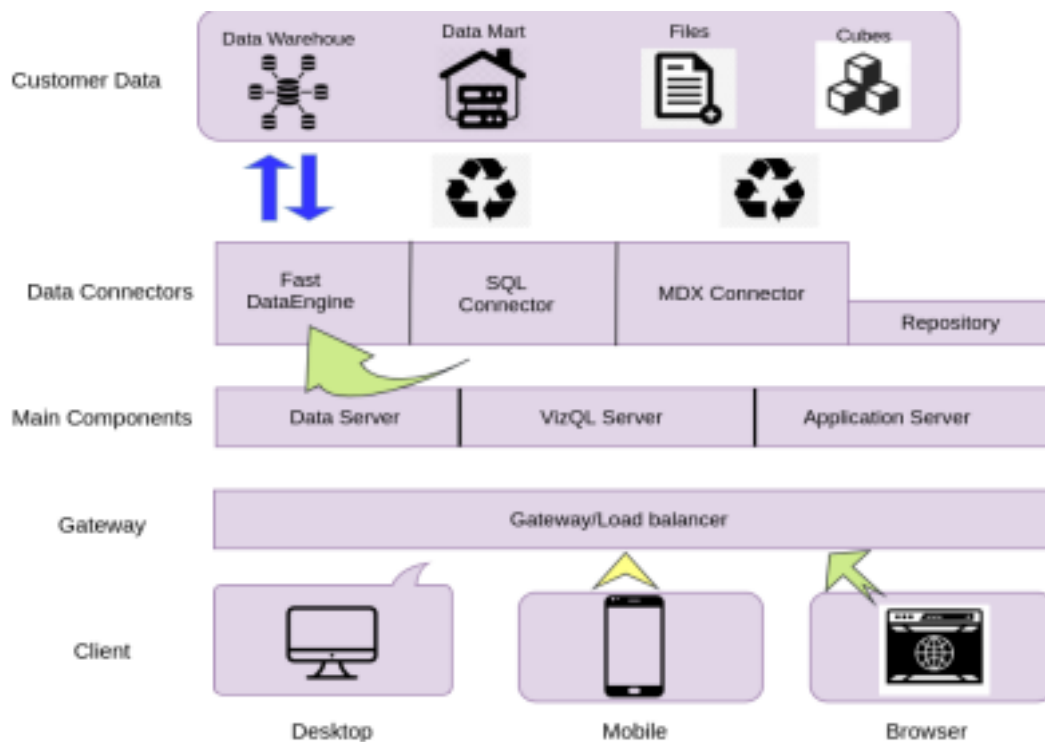 Customer Data
Data Warehoue
Data Mart
Files
Cubes
Data Connectors
Fast
DataEngine
SQL
Connector
MDX Connector
Repository
Main Components
Data Server
VizQL Server
Application Server
Gateway
Gateway/Load balancer
Client
Desktop
Mobile
Browser